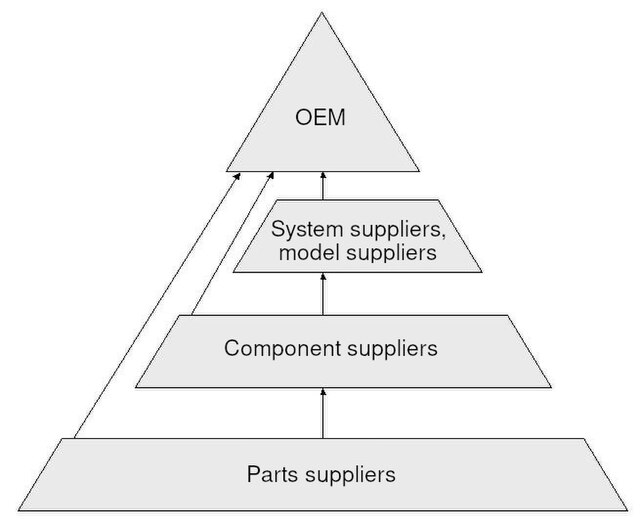 OEM
System suppliers,
model suppliers
Component suppliers
Parts suppliers